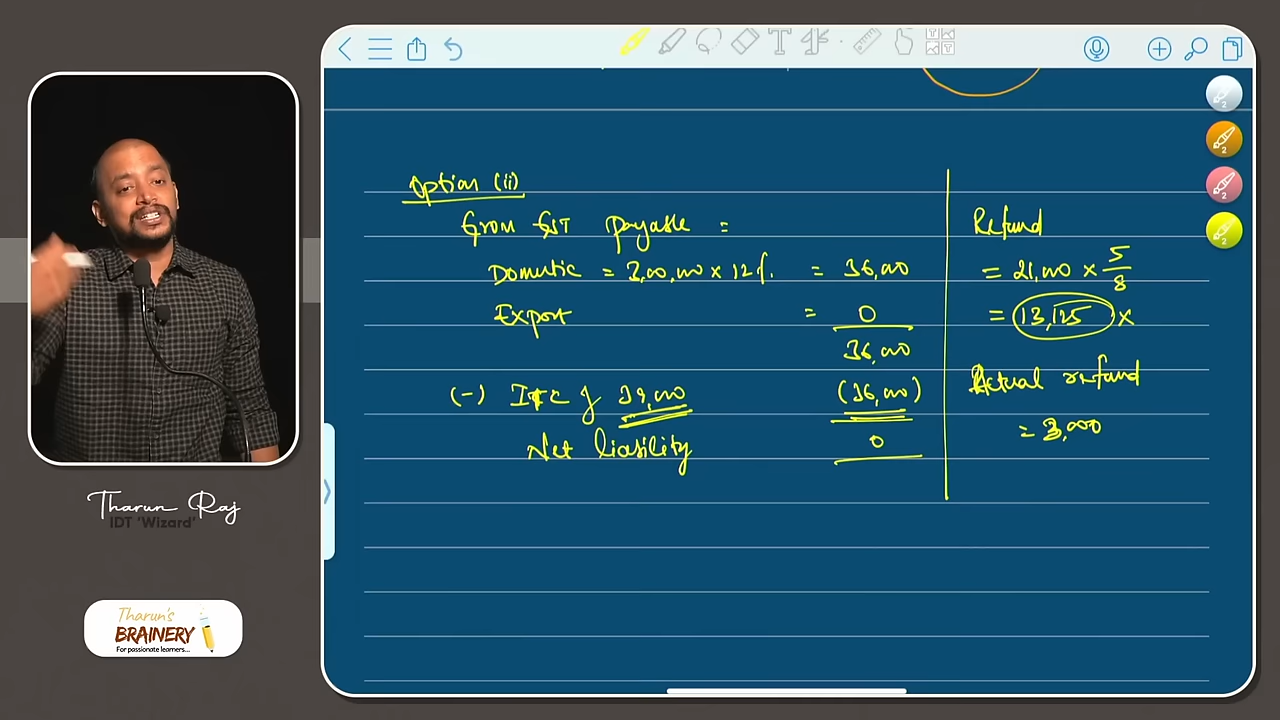 Option (ii)
Gross GST payable =
Domestic = 3,00,000 x 12%. = 36,000
Export = 0
36,000
(-) ITC of 39,000 (36,000)
Net liability 0
Refund
= 21,000 x 5/8
= 13,125 x
Actual refund
= 3,000
Tharun Raj
IDT 'Wizard'
Tharun's
BRAINERY
For passionate learners...